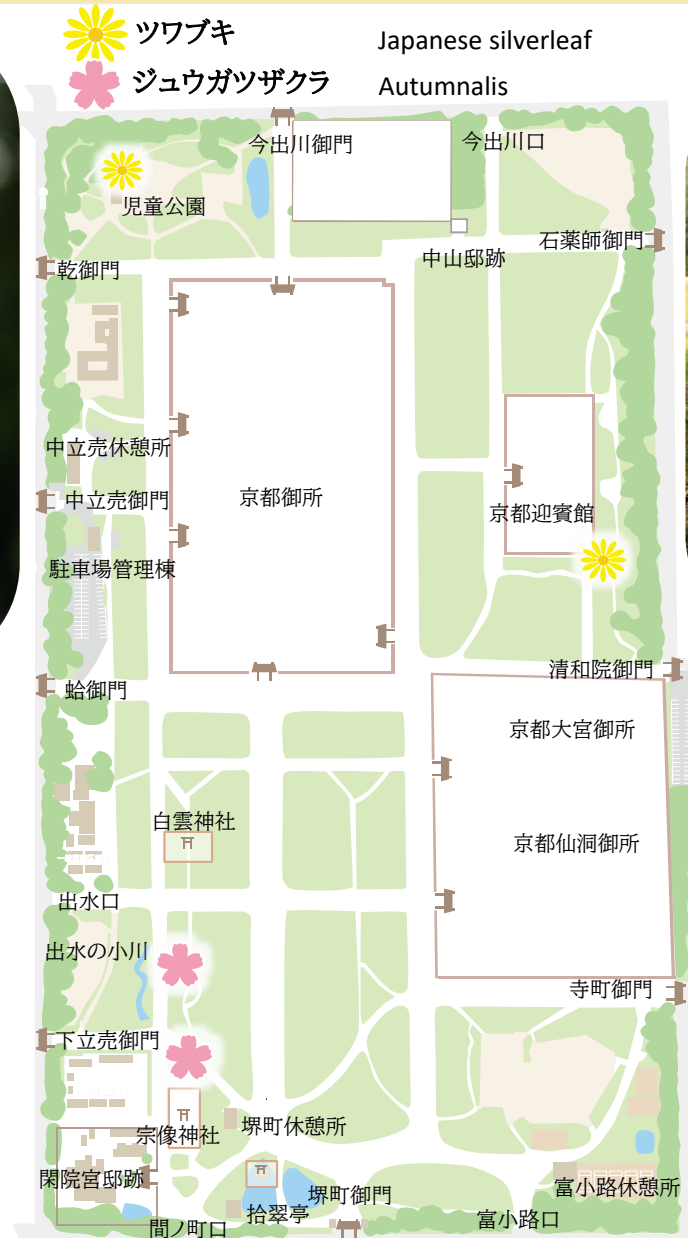 ツワブキ Japanese silverleaf
ジュウガツザクラ Autumnalis
今出川御門
今出川口
児童公園
石薬師御門
中山邸跡
乾御門
中立売休憩所
中立売御門
京都御所
京都迎賓館
駐車場管理棟
清和院御門
蛤御門
京都大宮御所
白雲神社
京都仙洞御所
出水口
出水の小川
寺町御門
下立売御門
堺町休憩所
宗像神社
閑院宮邸跡
富小路休憩所
堺町御門
拾翠亭
富小路口
間ノ町口